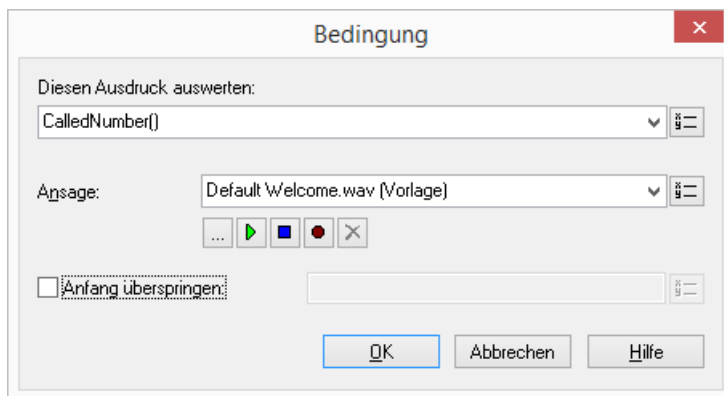 Bedingung
Diesen Ausdruck auswerten:
CalledNumber()
Ansage:
Default Welcome.wav (Vorlage)
...
Anfang überspringen:
OK
Abbrechen
Hilfe